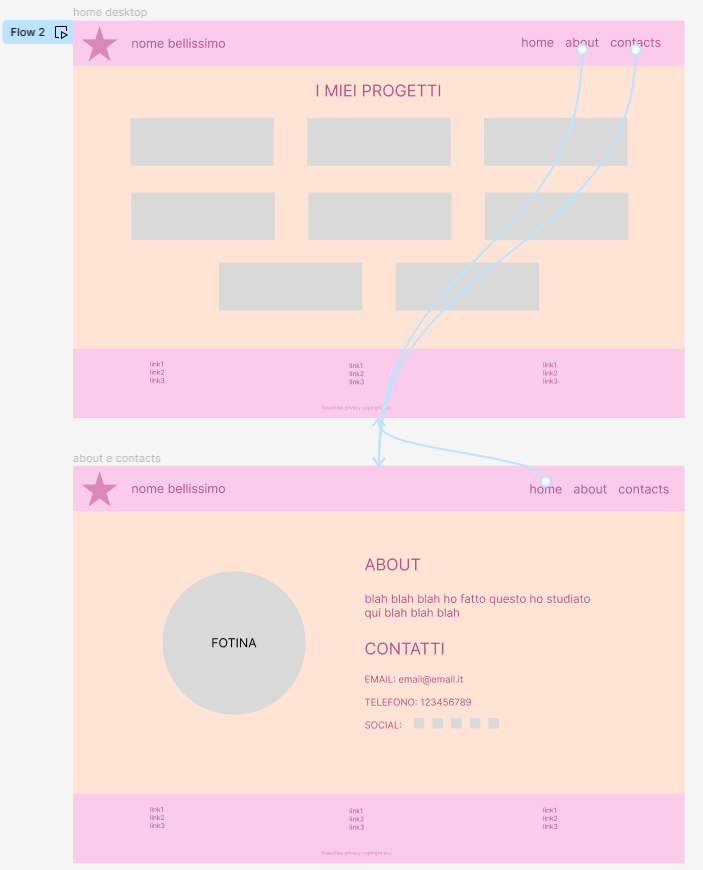 home desktop
Flow 2
nome bellissimo
home about contacts
I MIEI PROGETTI
link1
link2
link3
link1
link2
link3
link1
link2
link3
about e contacts
nome bellissimo
home about contacts
ABOUT
blah blah blah ho fatto questo ho studiato
qui blah blah blah
FOTINA
CONTATTI
EMAIL: email@email.it
TELEFONO: 123456789
SOCIAL:
link1
link2
link3
link1
link2
link3
link1
link2
link3